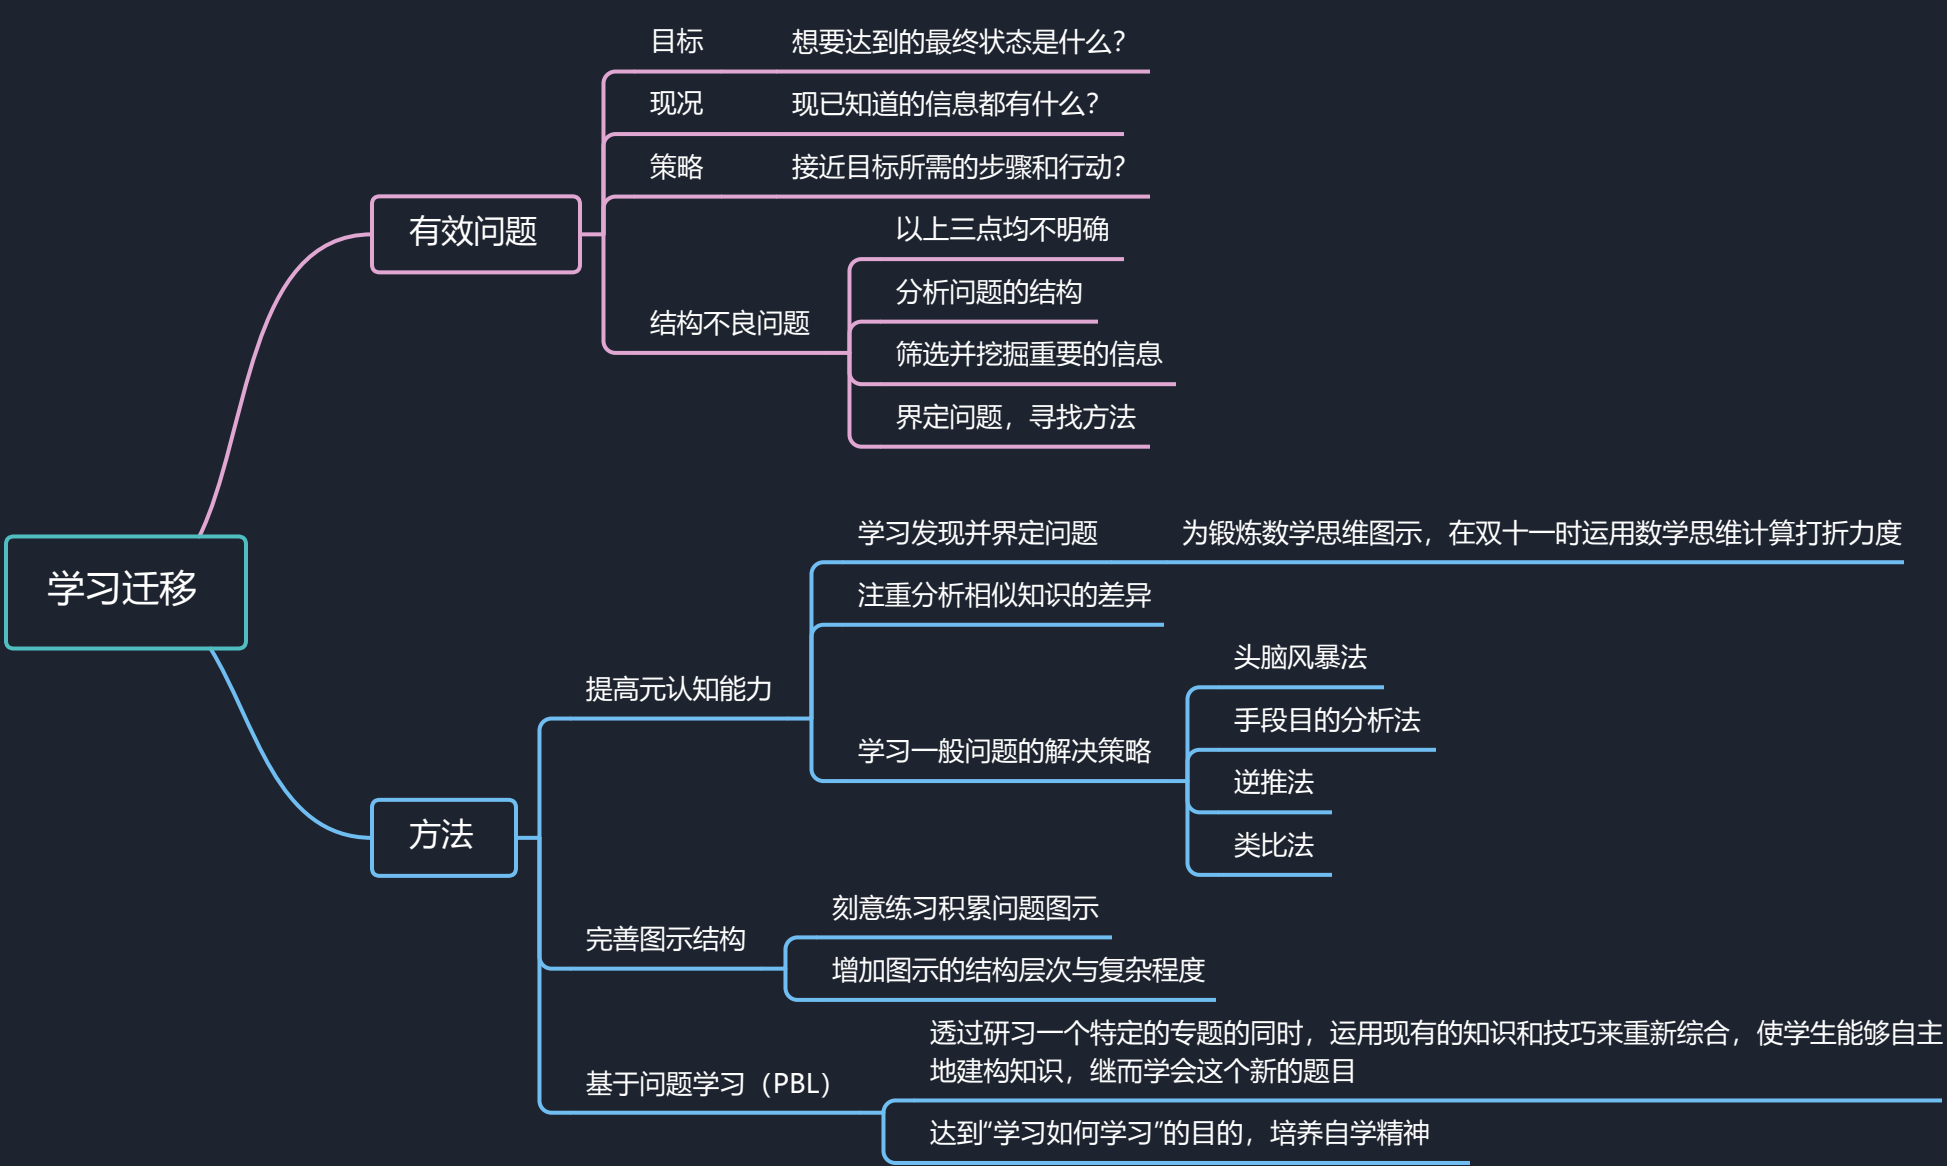 目标
想要达到的最终状态是什么？
现况
现已知道的信息都有什么？
策略
接近目标所需的步骤和行动？
有效问题
以上三点均不明确
分析问题的结构
结构不良问题
筛选并挖掘重要的信息
界定问题，寻找方法
学习迁移
学习发现并界定问题
为锻炼数学思维图示，在双十一时运用数学思维计算打折力度
注重分析相似知识的差异
提高元认知能力
头脑风暴法
手段目的分析法
学习一般问题的解决策略
逆推法
类比法
方法
刻意练习积累问题图示
完善图示结构
增加图示的结构层次与复杂程度
透过研习一个特定的专题的同时，运用现有的知识和技巧来重新综合，使学生能够自主
地建构知识，继而学会这个新的题目
基于问题学习（PBL）
达到“学习如何学习”的目的，培养自学精神